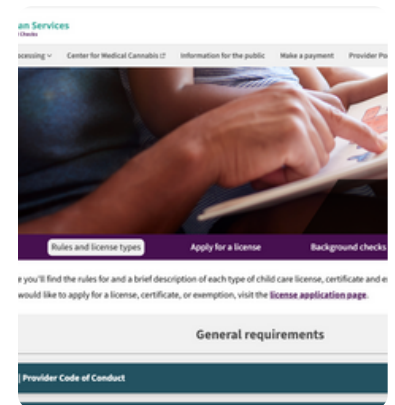 an Services
Checks
ocessing Center for Medical Cannabis Information for the public Make a payment Provider Po
Rules and license types Apply for a license Background checks
e you'll find the rules for and a brief description of each type of child care license, certificate and e
would like to apply for a license, certificate, or exemption, visit the license application page.
General requirements
| Provider Code of Conduct